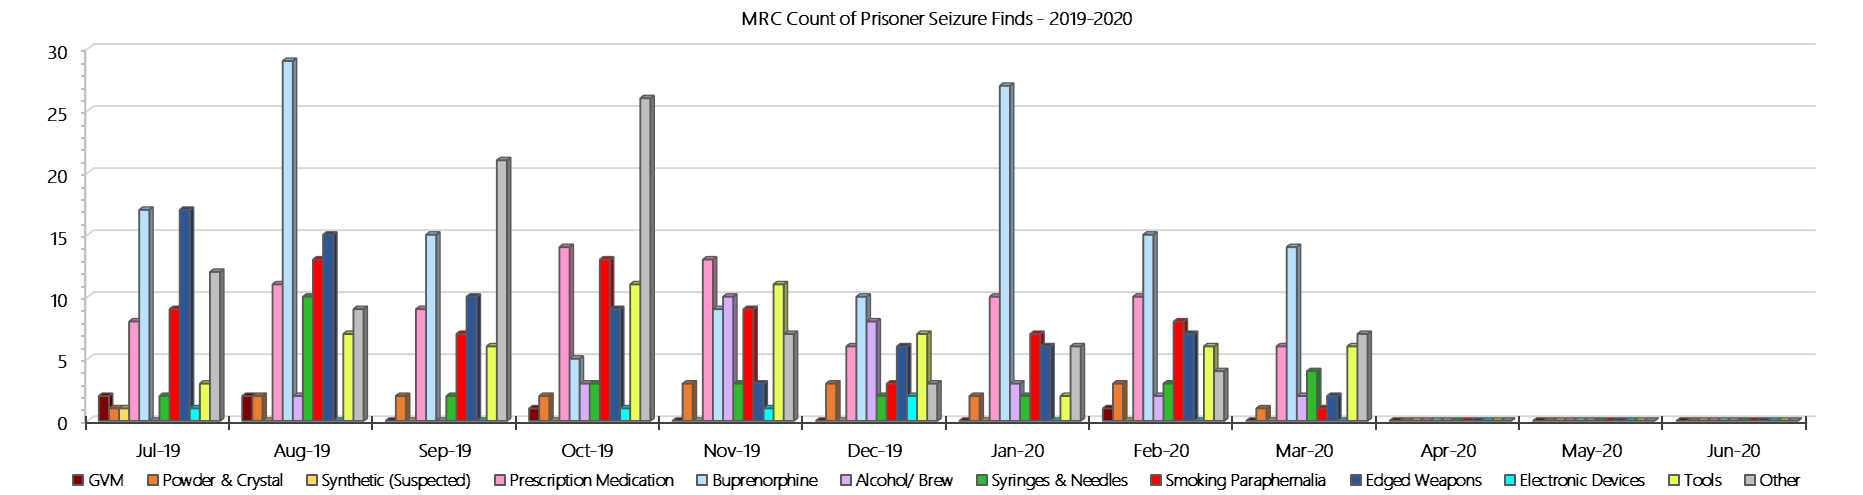 MRC Count of Prisoner Seizure Finds - 2019-2020
30
25
20
15
10
5
0
Jul-19 Aug-19 Sep-19 Oct-19 Nov-19 Dec-19 Jan-20 Feb-20 Mar-20 Apr-20 May-20 Jun-20
GVM Powder & Crystal Synthetic (Suspected) Prescription Medication Buprenorphine Alcohol/ Brew Syringes & Needles Smoking Paraphernalia Edged Weapons Electronic Devices Tools Other